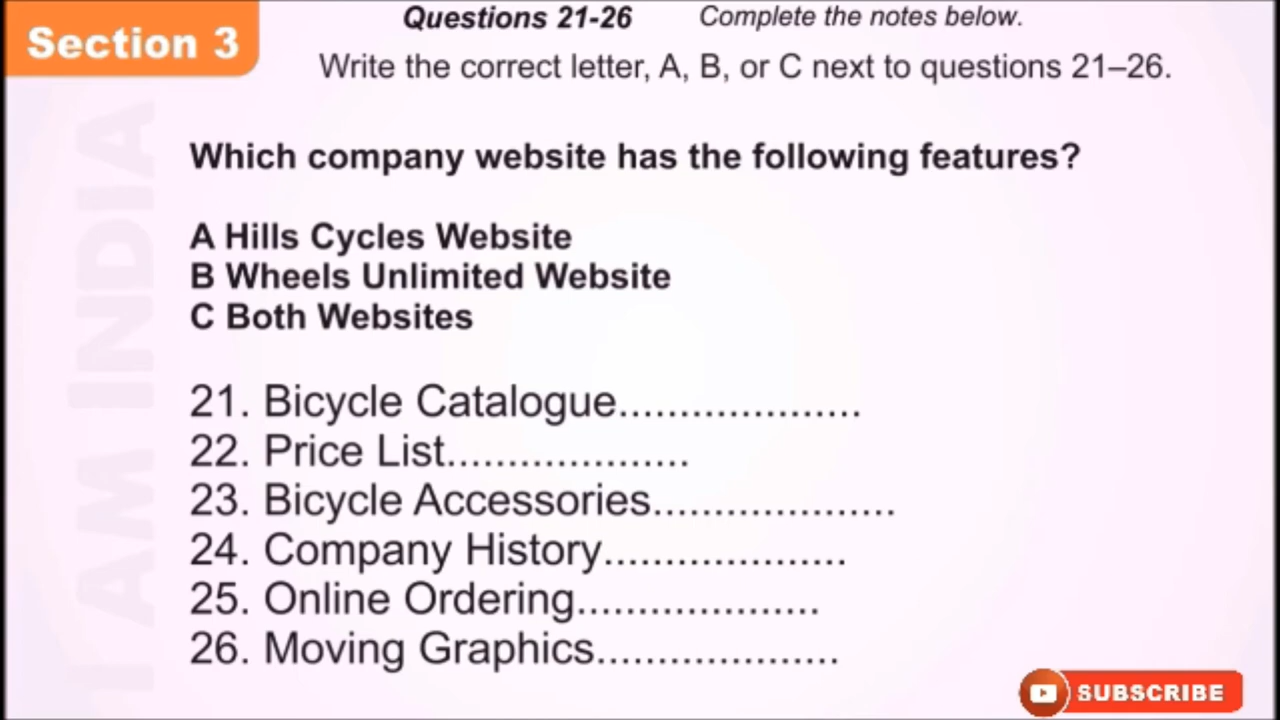 Section 3
Questions 21-26 Complete the notes below.
Write the correct letter, A, B, or C next to questions 21–26.
Which company website has the following features?
A Hills Cycles Website
B Wheels Unlimited Website
C Both Websites
21. Bicycle Catalogue....................
22. Price List....................
23. Bicycle Accessories....................
24. Company History....................
25. Online Ordering....................
26. Moving Graphics....................
I AM INDIA
SUBSCRIBE